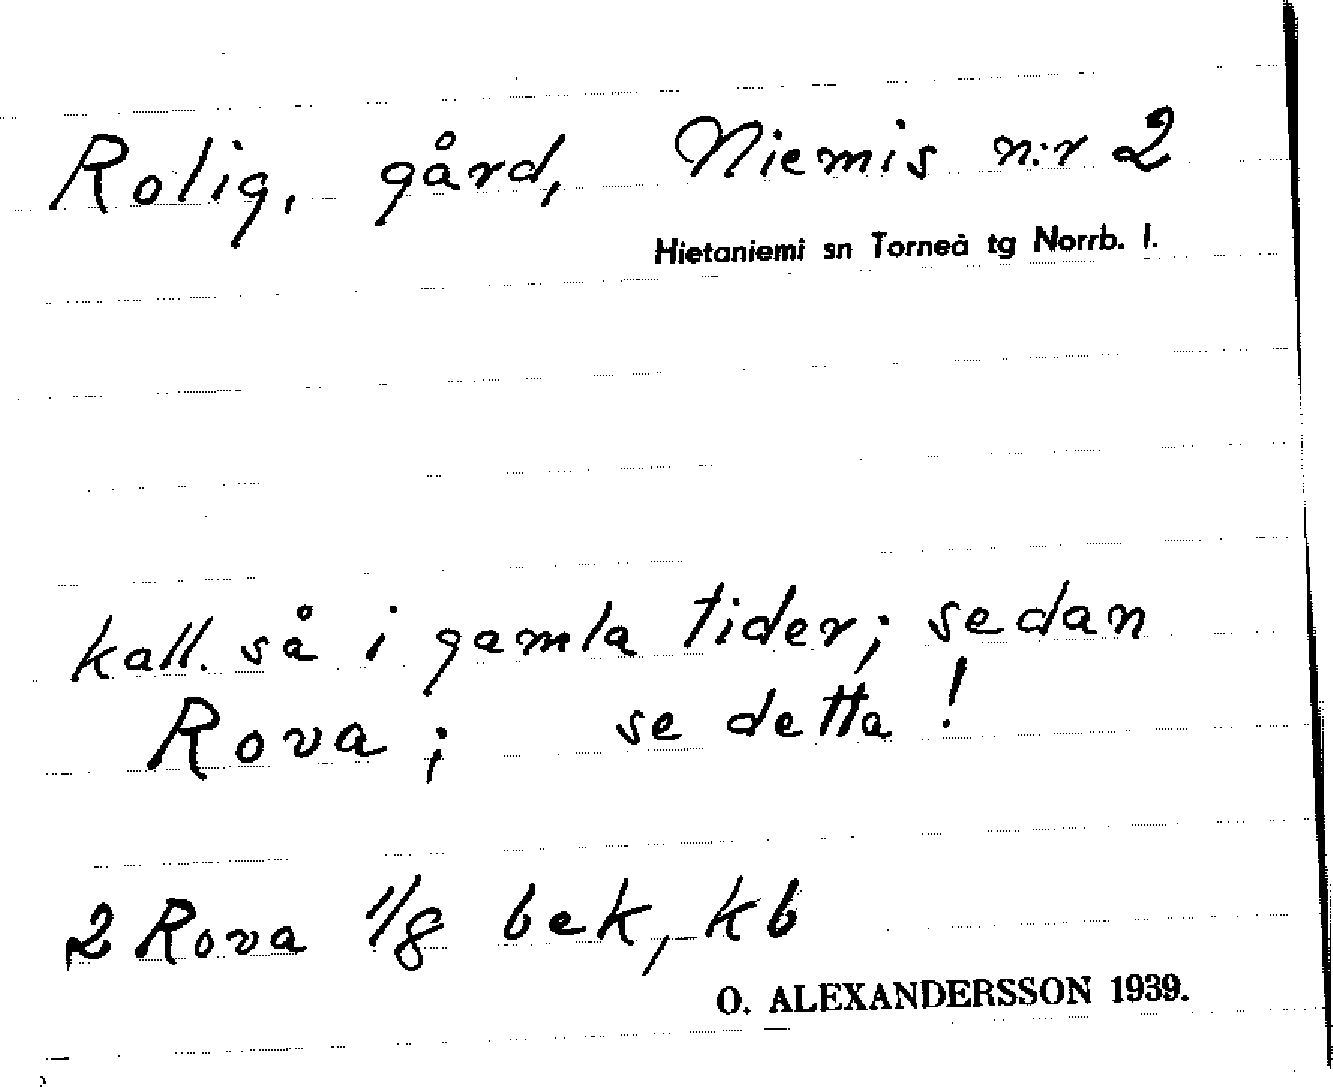 Rolig, gård, Niemis n:r 2
Hietaniemi sn Torneå tg Norrb. l.
kall. så i gamla tider; sedan
Rova; se detta!
2 Rova 1/8 bek, kb
O. ALEXANDERSSON 1939.